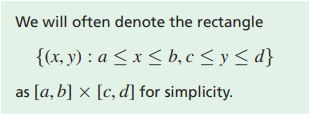 We will often denote the rectangle
{(x, y) : a ≤ x ≤ b, c ≤ y ≤ d}
as [a, b] × [c, d] for simplicity.